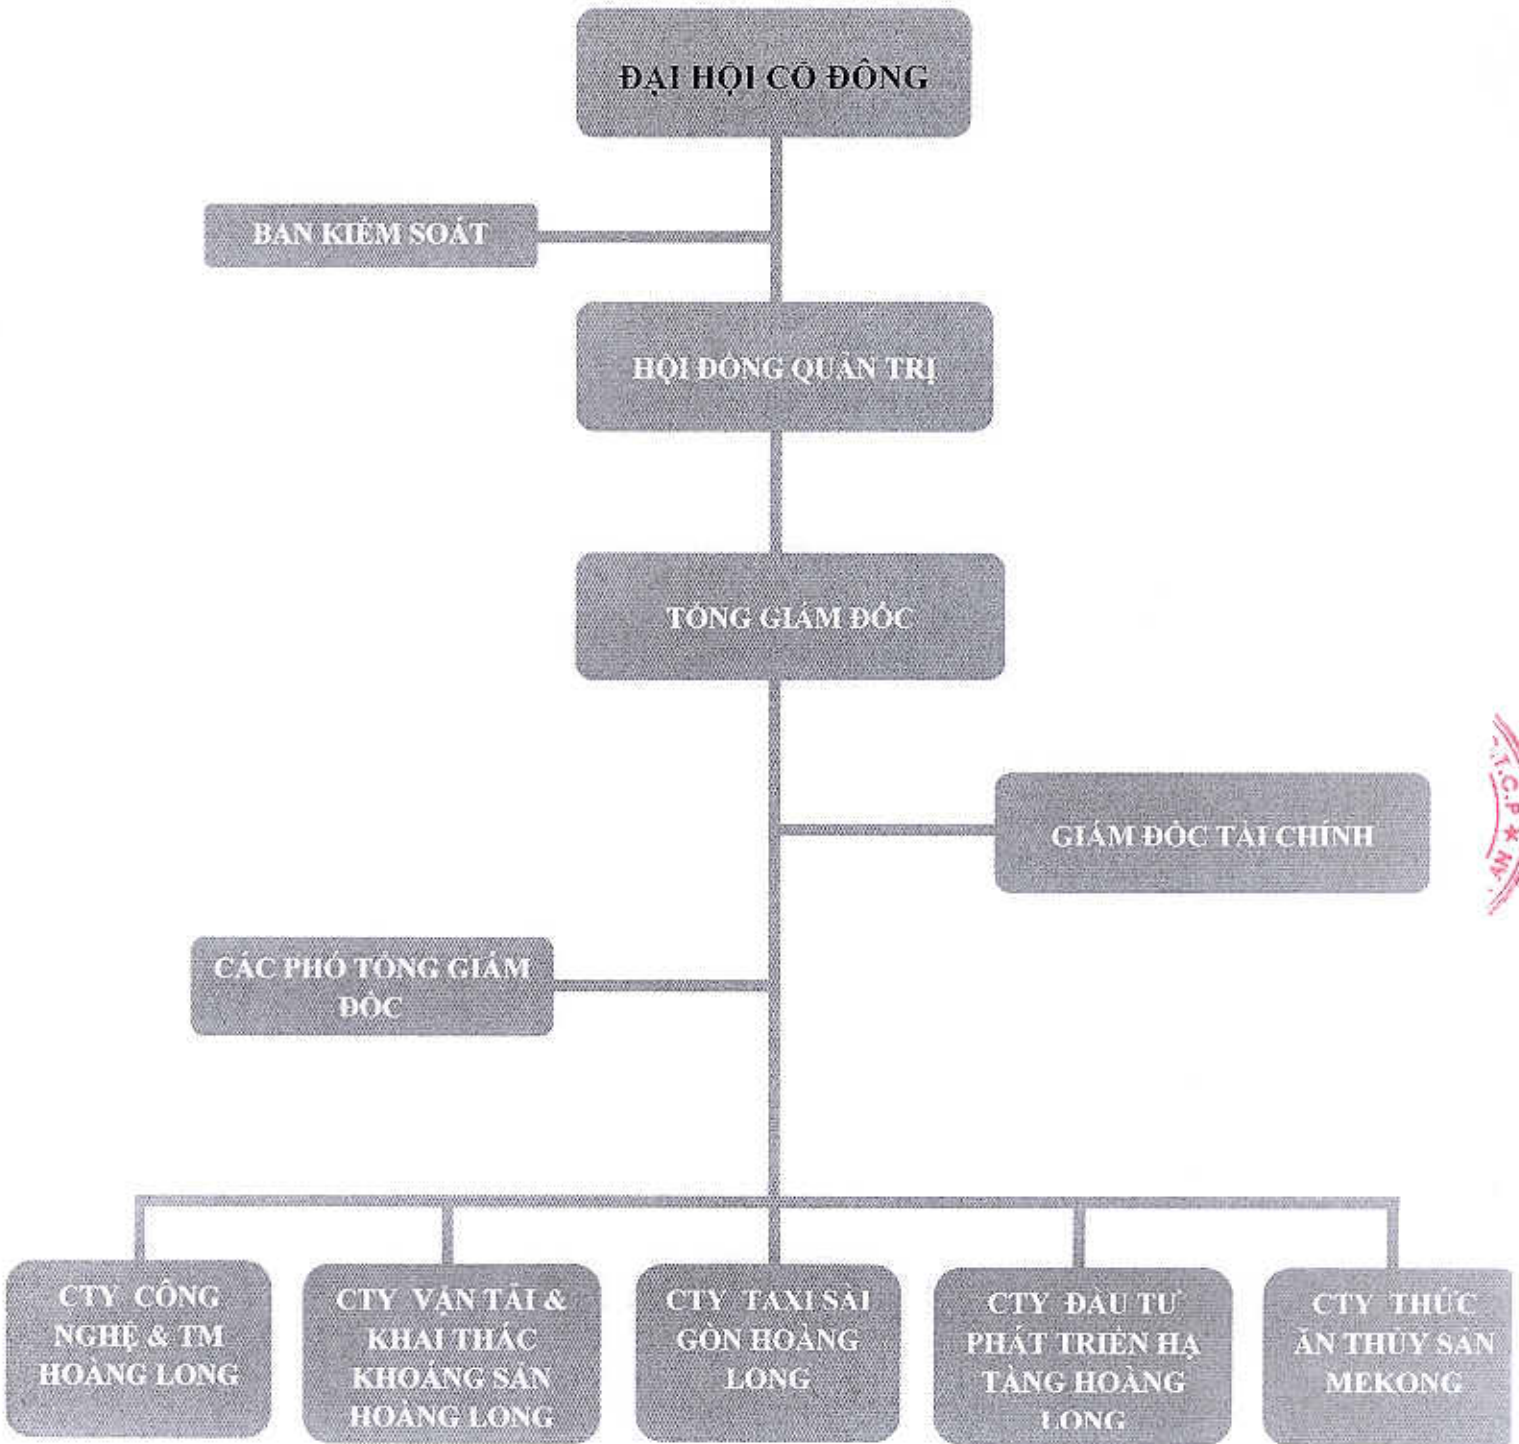 ĐẠI HỘI CỔ ĐÔNG
BAN KIỂM SOÁT
HỘI ĐỒNG QUẢN TRỊ
TỔNG GIÁM ĐỐC
GIÁM ĐỐC TÀI CHÍNH
T.C.P ★
AN
CÁC PHÓ TỔNG GIÁM
ĐỐC
CTY CÔNG
NGHỆ & TM
HOÀNG LONG
CTY VẬN TẢI &
KHAI THÁC
KHOÁNG SẢN
HOÀNG LONG
CTY TAXI SÀI
GÒN HOÀNG
LONG
CTY ĐẦU TƯ
PHÁT TRIỂN HẠ
TẦNG HOÀNG
LONG
CTY THỨC
ĂN THỦY SẢN
MEKONG